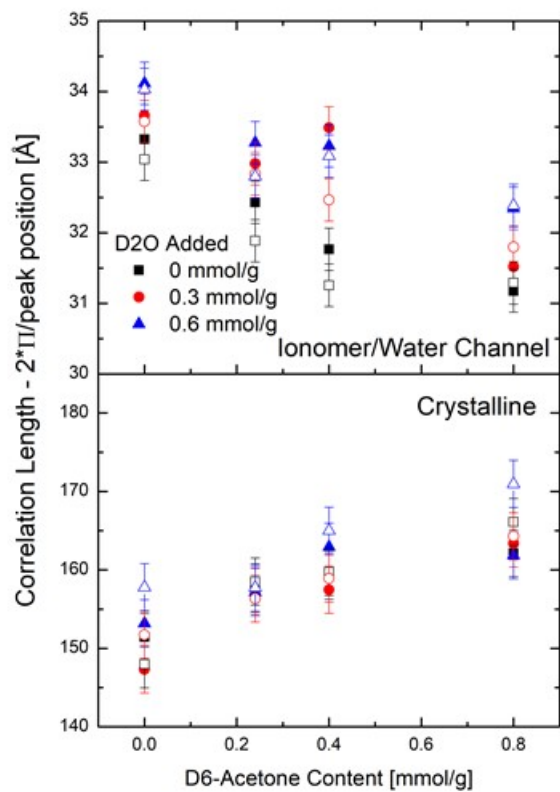 Correlation Length - 2*Π/peak position [Å]
34
33
32
31
30
D2O Added
0 mmol/g
0.3 mmol/g
0.6 mmol/g
Ionomer/Water Channel
180
170
160
150
140
Crystalline
0.0
0.2
0.4
0.6
0.8
D6-Acetone Content [mmol/g]